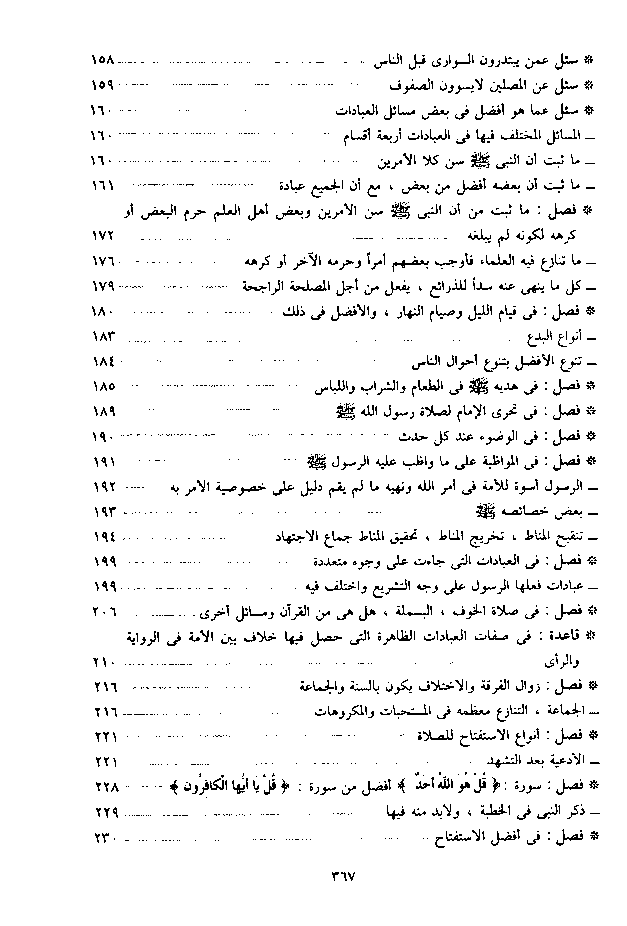 * سئل عمن يبتدرون السوارى قبل الناس ١٥٨
* سئل عن المصلين لايسوون الصفوف ١٥٩
* سئل عما هو أفضل فى بعض مسائل العبادات ١٦٠
ــ المسائل المختلف فيها فى العبادات أربعة أقسام ١٦٠
ــ ما ثبت أن النبى ﷺ سن كلا الأمرين ١٦٠
ــ ما ثبت أن بعضه أفضل من بعض ، مع أن الجميع عبادة ١٦١
* فصل : ما ثبت من أن النبى ﷺ سن الأمرين وبعض أهل العلم حرم البعض أو
كرهه لكونه لم يبلغه ١٧٢
ــ ما تنازع فيه العلماء فأوجب بعضهم أمراً وحرمه الآخر أو كرهه ١٧٦
ــ كل ما ينهى عنه سداً للذرائع ، يفعل من أجل المصلحة الراجحة ١٧٩
* فصل : فى قيام الليل وصيام النهار ، والأفضل فى ذلك ١٨٠
ــ أنواع البدع ١٨٣
ــ تنوع الأفضل بتنوع أحوال الناس ١٨٤
* فصل : فى هديه ﷺ فى الطعام والشراب واللباس ١٨٥
* فصل : فى تحرى الإمام لصلاة رسول الله ﷺ ١٨٩
* فصل : فى الوضوء عند كل حدث ١٩٠
* فصل : فى المواظبة على ما واظب عليه الرسول ﷺ ١٩١
ــ الرسول أسوة للأمة فى أمر الله ونهيه ما لم يقم دليل على خصوصية الأمر به ١٩٢
ــ بعض خصائصه ﷺ ١٩٣
ــ تنقيح المناط ، تخريج المناط ، تحقيق المناط جماع الاجتهاد ١٩٤
* فصل : فى العبادات التى جاءت على وجوه متعددة ١٩٩
ــ عبادات فعلها الرسول على وجه التشريع واختلف فيه ١٩٩
* فصل : فى صلاة الخوف ، البسملة ، هل هى من القرآن ومسائل أخرى ٢٠٦
* قاعدة : فى صفات العبادات الظاهرة التى حصل فيها خلاف بين الأمة فى الرواية
والرأى ٢١٠
* فصل : زوال الفرقة والاختلاف يكون بالسنة والجماعة ٢١٦
ــ الجماعة ، التنازع معظمه فى المستحبات والمكروهات ٢١٦
* فصل : أنواع الاستفتاح للصلاة ٢٢١
ــ الأدعية بعد التشهد ٢٢١
* فصل : سورة : ﴿ قُلْ هُوَ اللَّهُ أَحَدٌ ﴾ أفضل من سورة : ﴿ قُلْ يَا أَيُّهَا الْكَافِرُونَ ﴾ ٢٢٨
ــ ذكر النبى فى الخطبة ، ولابد منه فيها ٢٢٩
* فصل : فى أفضل الاستفتاح ٢٣٠
٣٦٧